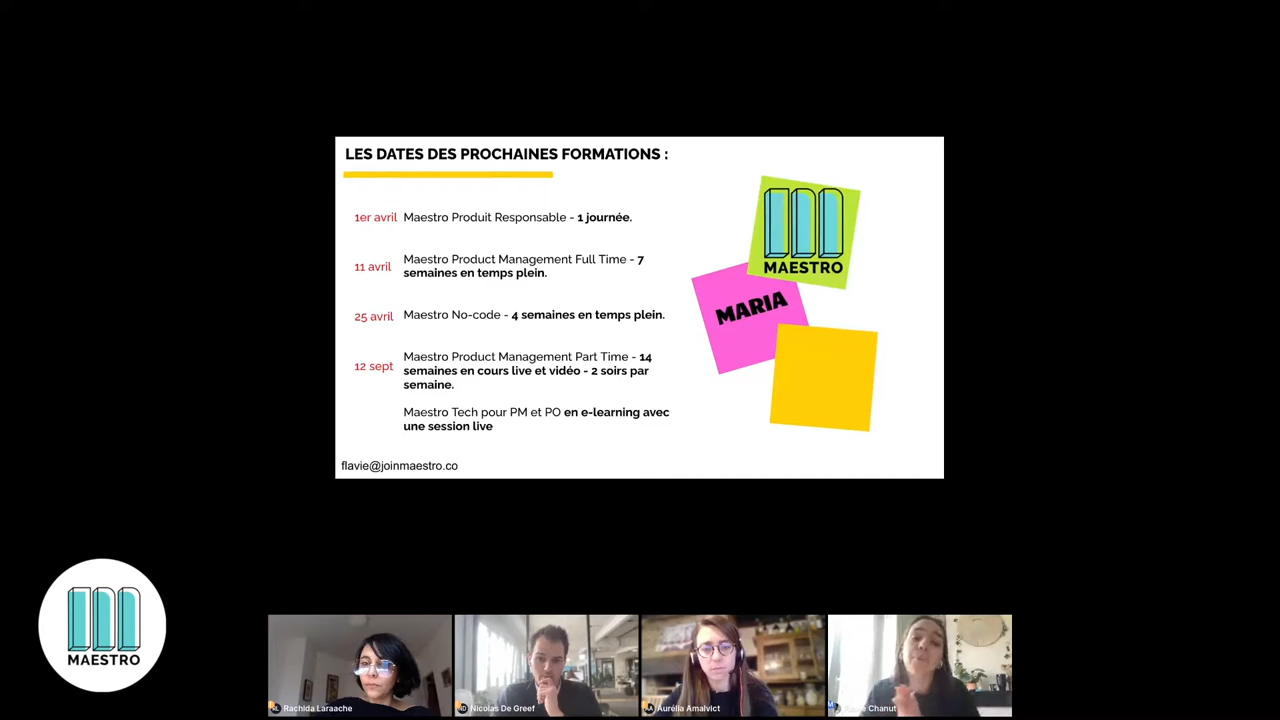 LES DATES DES PROCHAINES FORMATIONS :
1er avril Maestro Produit Responsable - 1 journée.
11 avril Maestro Product Management Full Time - 7
semaines en temps plein.
25 avril Maestro No-code - 4 semaines en temps plein.
12 sept Maestro Product Management Part Time - 14
semaines en cours live et vidéo - 2 soirs par
semaine.
Maestro Tech pour PM et PO en e-learning avec
une session live
flavie@joinmaestro.co
MAESTRO
MARIA
MAESTRO
Rachida Laraache
Nicolas De Greef
Aurélia Amalvict
Chanut